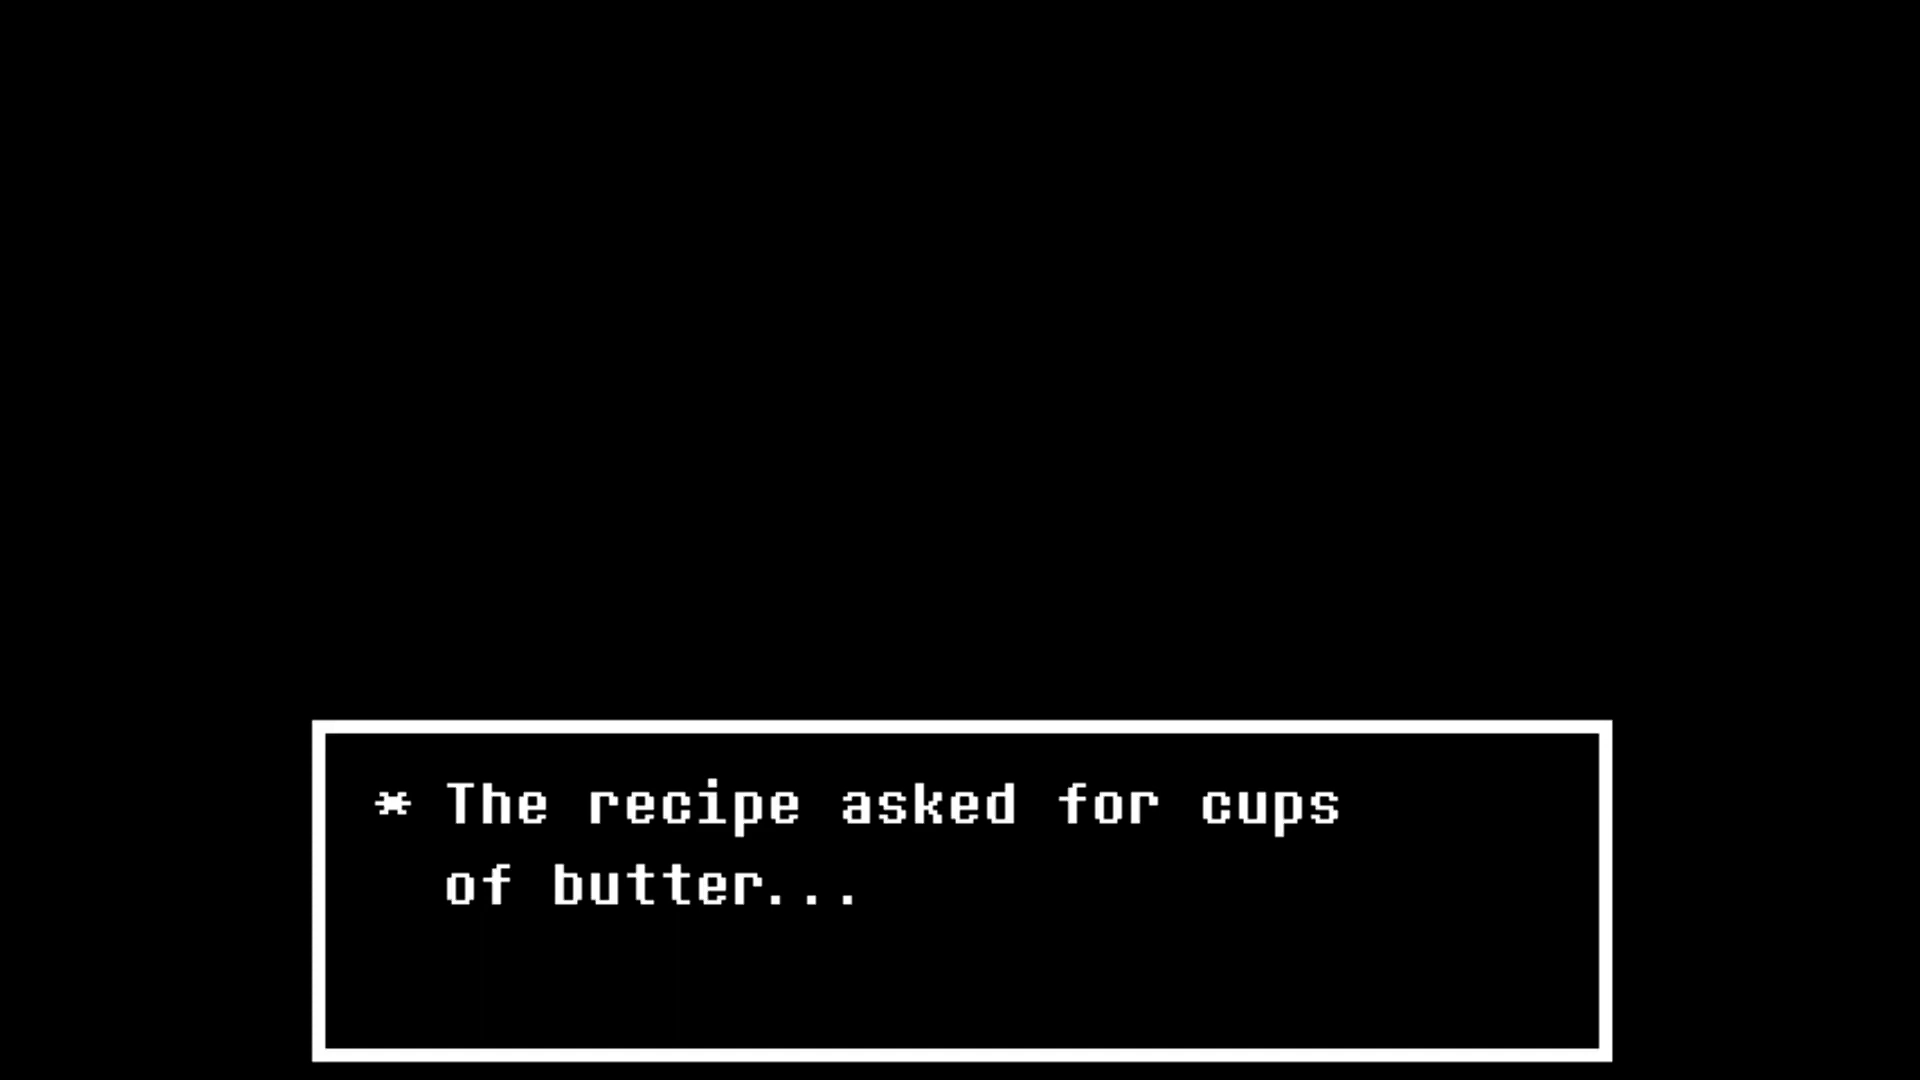 * The recipe asked for cups
of butter...